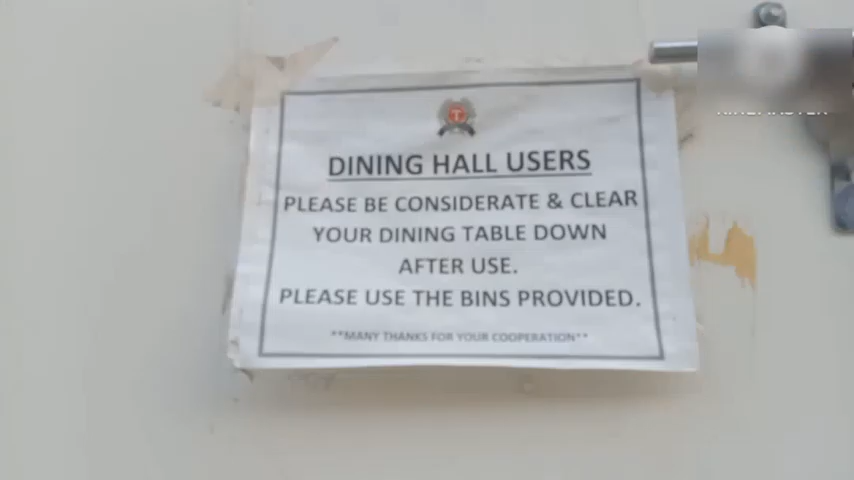 T
DINING HALL USERS
PLEASE BE CONSIDERATE & CLEAR
YOUR DINING TABLE DOWN
AFTER USE.
PLEASE USE THE BINS PROVIDED.
**MANY THANKS FOR YOUR COOPERATION**